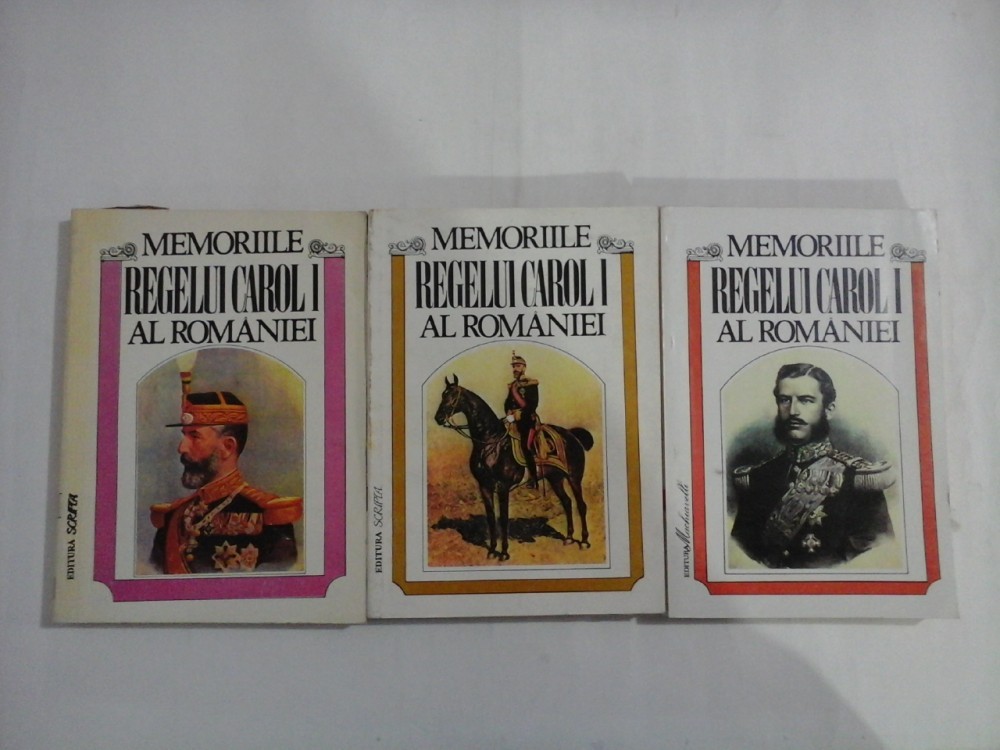 MEMORIILE
REGELUI CAROL I
AL ROMÂNIEI
EDITURA SCRIPTA
MEMORIILE
REGELUI CAROL I
AL ROMÂNIEI
EDITURA SCRIPTA
MEMORIILE
REGELUI CAROL I
AL ROMÂNIEI
EDITURA Machiavelli